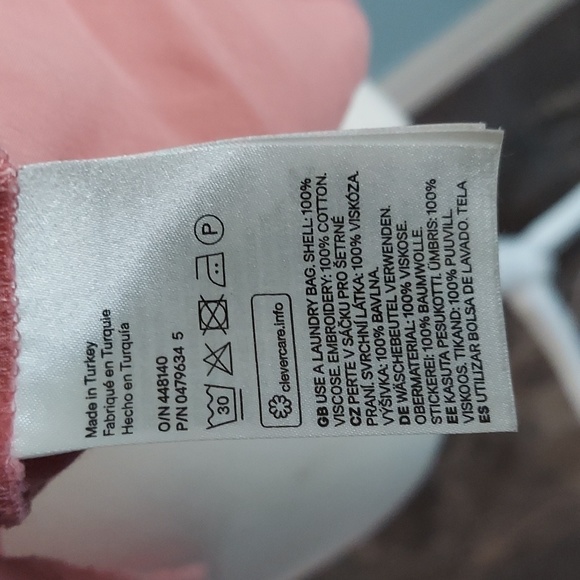 Made in Turkey
Fabriqué en Turquie
Hecho en Turquía
O/N 448140
P/N 0479634 5
30
P
clevercare.info
GB USE A LAUNDRY BAG. SHELL: 100%
VISCOSE. EMBROIDERY: 100% COTTON.
CZ PERTE V SÁČKU PRO ŠETRNÉ
PRANÍ. SVRCHNÍ LÁTKA: 100% VISKÓZA.
VÝŠIVKA: 100% BAVLNA.
DE WÄSCHEBEUTEL VERWENDEN.
OBERMATERIAL: 100% VISKOSE.
STICKEREI: 100% BAUMWOLLE.
EE KASUTA PESUKOTTI. ÜMBRIS: 100%
VISKOOS. TIKAND: 100% PUUVILL.
ES UTILIZAR BOLSA DE LAVADO. TELA